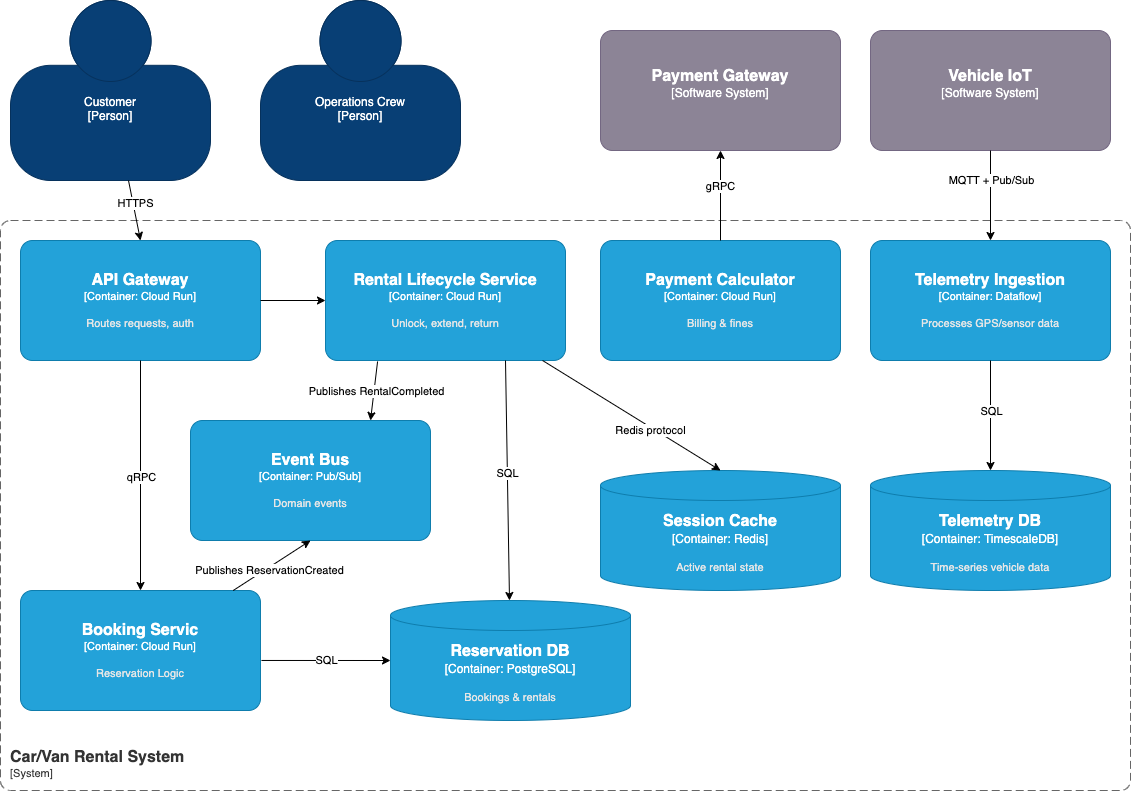 Customer
[Person]
Operations Crew
[Person]
Payment Gateway
[Software System]
Vehicle IoT
[Software System]
HTTPS
gRPC
MQTT + Pub/Sub
API Gateway
[Container: Cloud Run]
Routes requests, auth
Rental Lifecycle Service
[Container: Cloud Run]
Unlock, extend, return
Payment Calculator
[Container: Cloud Run]
Billing & fines
Telemetry Ingestion
[Container: Dataflow]
Processes GPS/sensor data
Publishes RentalCompleted
Redis protocol
SQL
Event Bus
[Container: Pub/Sub]
Domain events
qRPC
SQL
Session Cache
[Container: Redis]
Active rental state
Telemetry DB
[Container: TimescaleDB]
Time-series vehicle data
Publishes ReservationCreated
Booking Servic
[Container: Cloud Run]
Reservation Logic
SQL
Reservation DB
[Container: PostgreSQL]
Bookings & rentals
Car/Van Rental System
[System]